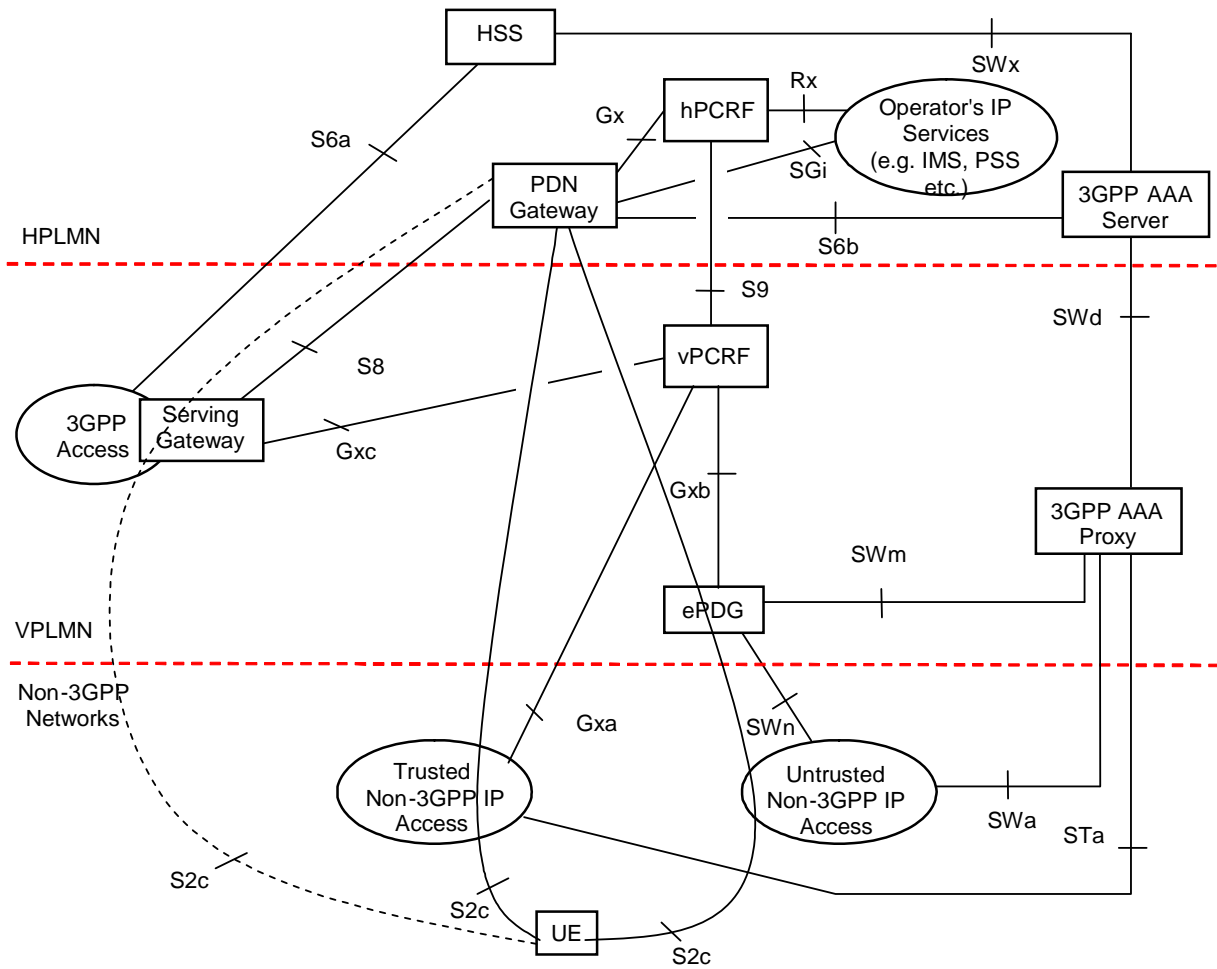 HSS
SWx
Rx
Operator's IP
Services
(e.g. IMS, PSS
etc.)
Gx
hPCRF
S6a
SGi
PDN
Gateway
3GPP AAA
Server
HPLMN
S6b
S9
SWd
vPCRF
S8
3GPP
Access
Serving
Gateway
Gxc
Gxb
3GPP AAA
Proxy
SWm
ePDG
VPLMN
Non-3GPP
Networks
Gxa
SWn
Trusted
Non-3GPP IP
Access
Untrusted
Non-3GPP IP
Access
SWa
STa
S2c
S2c
UE
S2c